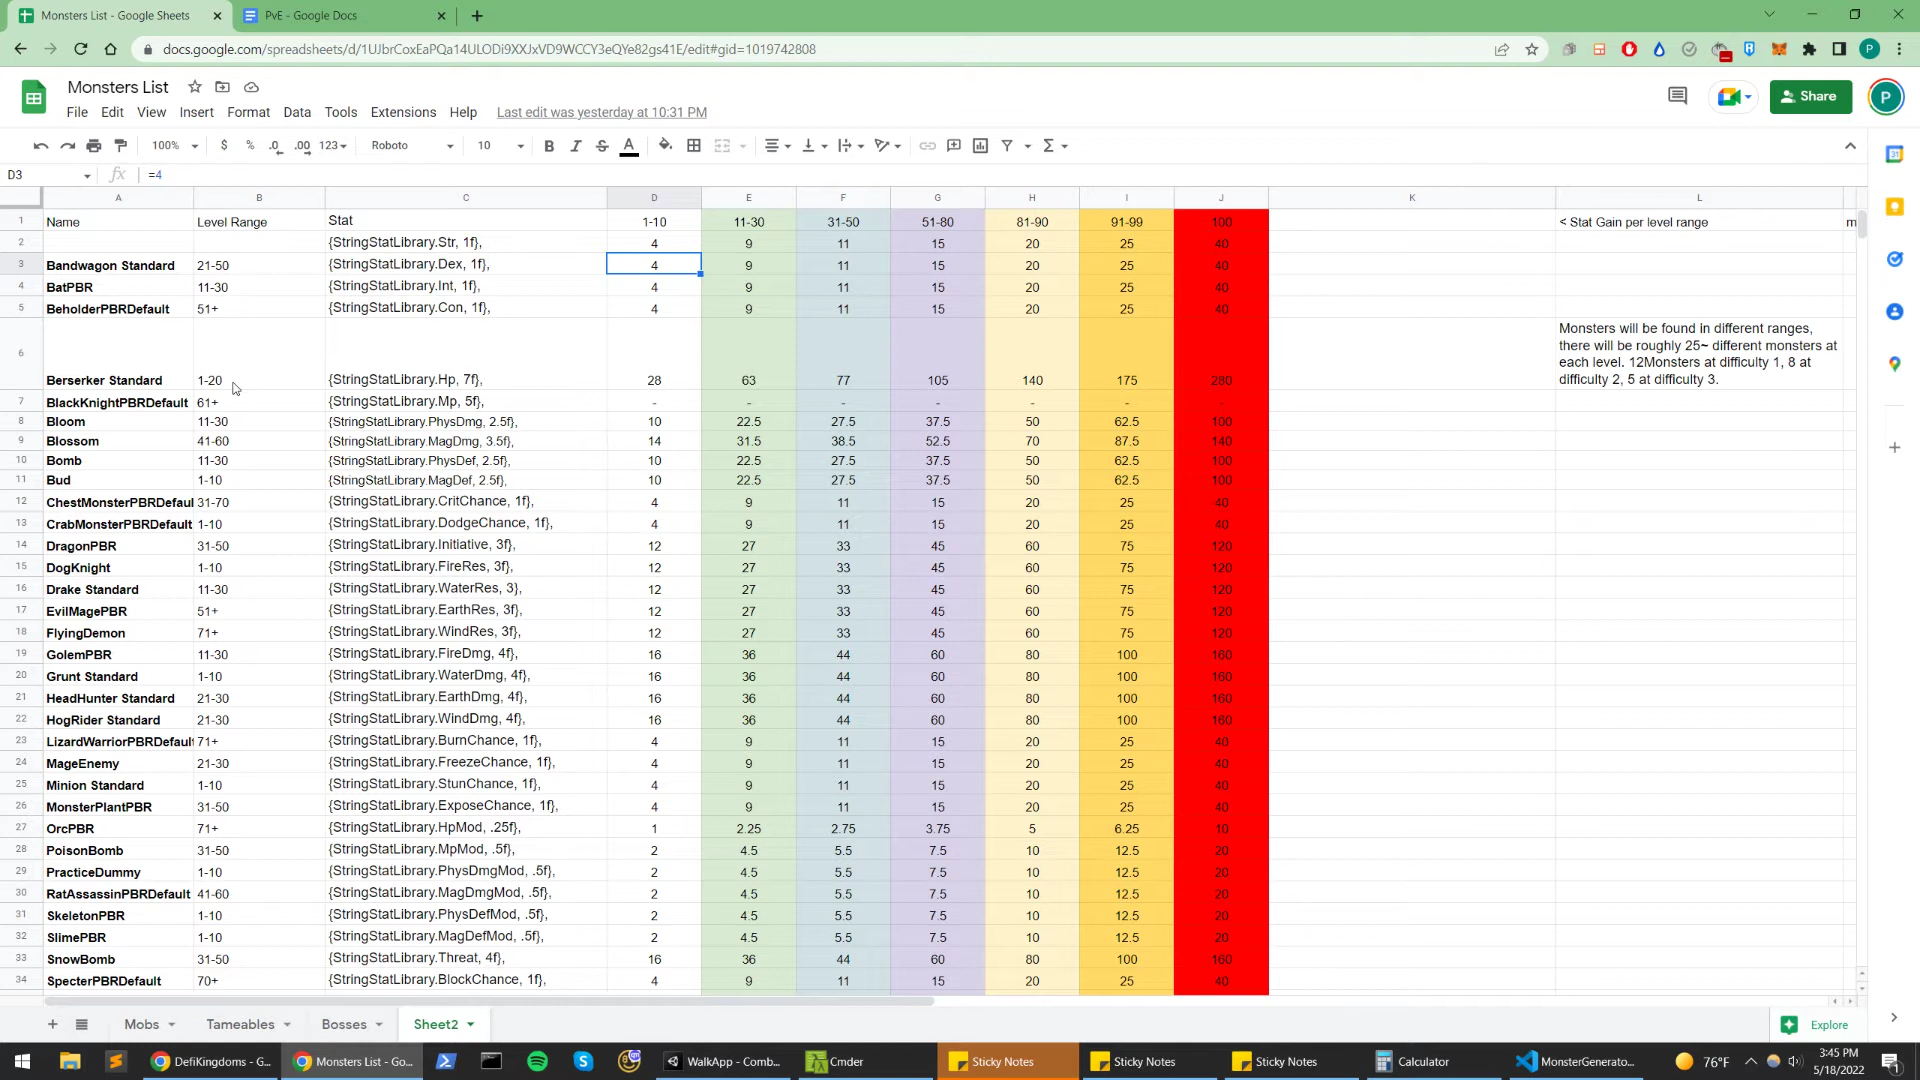 Monsters List - Google Sheets
PvE - Google Docs
docs.google.com/spreadsheets/d/1UJbrCoxEaPQa14ULODi9XXJxVD9WCCY3eQYe82gs41E/edit#gid=1019742808
Monsters List
File Edit View Insert Format Data Tools Extensions Help Last edit was yesterday at 10:31 PM
Share
100% $ % .0 .00 123 Roboto 10 B I S A
D3 fx =4
A B C D E F G H I J K L
1 Name Level Range Stat 1-10 11-30 31-50 51-80 81-90 91-99 100 < Stat Gain per level range m
2 {StringStatLibrary.Str, 1f}, 4 9 11 15 20 25 40
3 Bandwagon Standard 21-50 {StringStatLibrary.Dex, 1f}, 4 9 11 15 20 25 40
4 BatPBR 11-30 {StringStatLibrary.Int, 1f}, 4 9 11 15 20 25 40
5 BeholderPBRDefault 51+ {StringStatLibrary.Con, 1f}, 4 9 11 15 20 25 40
Monsters will be found in different ranges,
there will be roughly 25~ different monsters at
each level. 12Monsters at difficulty 1, 8 at
difficulty 2, 5 at difficulty 3.
6 Berserker Standard 1-20 {StringStatLibrary.Hp, 7f}, 28 63 77 105 140 175 280
7 BlackKnightPBRDefault 61+ {StringStatLibrary.Mp, 5f}, - - - - - - -
8 Bloom 11-30 {StringStatLibrary.PhysDmg, 2.5f}, 10 22.5 27.5 37.5 50 62.5 100
9 Blossom 41-60 {StringStatLibrary.MagDmg, 3.5f}, 14 31.5 38.5 52.5 70 87.5 140
10 Bomb 11-30 {StringStatLibrary.PhysDef, 2.5f}, 10 22.5 27.5 37.5 50 62.5 100
11 Bud 1-10 {StringStatLibrary.MagDef, 2.5f}, 10 22.5 27.5 37.5 50 62.5 100
12 ChestMonsterPBRDefaul 31-70 {StringStatLibrary.CritChance, 1f}, 4 9 11 15 20 25 40
13 CrabMonsterPBRDefault 1-10 {StringStatLibrary.DodgeChance, 1f}, 4 9 11 15 20 25 40
14 DragonPBR 31-50 {StringStatLibrary.Initiative, 3f}, 12 27 33 45 60 75 120
15 DogKnight 1-10 {StringStatLibrary.FireRes, 3f}, 12 27 33 45 60 75 120
16 Drake Standard 11-30 {StringStatLibrary.WaterRes, 3}, 12 27 33 45 60 75 120
17 EvilMagePBR 51+ {StringStatLibrary.EarthRes, 3f}, 12 27 33 45 60 75 120
18 FlyingDemon 71+ {StringStatLibrary.WindRes, 3f}, 12 27 33 45 60 75 120
19 GolemPBR 11-30 {StringStatLibrary.FireDmg, 4f}, 16 36 44 60 80 100 160
20 Grunt Standard 1-10 {StringStatLibrary.WaterDmg, 4f}, 16 36 44 60 80 100 160
21 HeadHunter Standard 21-30 {StringStatLibrary.EarthDmg, 4f}, 16 36 44 60 80 100 160
22 HogRider Standard 21-30 {StringStatLibrary.WindDmg, 4f}, 16 36 44 60 80 100 160
23 LizardWarriorPBRDefaul 71+ {StringStatLibrary.BurnChance, 1f}, 4 9 11 15 20 25 40
24 MageEnemy 21-30 {StringStatLibrary.FreezeChance, 1f}, 4 9 11 15 20 25 40
25 Minion Standard 1-10 {StringStatLibrary.StunChance, 1f}, 4 9 11 15 20 25 40
26 MonsterPlantPBR 31-50 {StringStatLibrary.ExposeChance, 1f}, 4 9 11 15 20 25 40
27 OrcPBR 71+ {StringStatLibrary.HpMod, .25f}, 1 2.25 2.75 3.75 5 6.25 10
28 PoisonBomb 31-50 {StringStatLibrary.MpMod, .5f}, 2 4.5 5.5 7.5 10 12.5 20
29 PracticeDummy 1-10 {StringStatLibrary.PhysDmgMod, .5f}, 2 4.5 5.5 7.5 10 12.5 20
30 RatAssassinPBRDefault 41-60 {StringStatLibrary.MagDmgMod, .5f}, 2 4.5 5.5 7.5 10 12.5 20
31 SkeletonPBR 1-10 {StringStatLibrary.PhysDefMod, .5f}, 2 4.5 5.5 7.5 10 12.5 20
32 SlimePBR 1-10 {StringStatLibrary.MagDefMod, .5f}, 2 4.5 5.5 7.5 10 12.5 20
33 SnowBomb 31-50 {StringStatLibrary.Threat, 4f}, 16 36 44 60 80 100 160
34 SpecterPBRDefault 70+ {StringStatLibrary.BlockChance, 1f}, 4 9 11 15 20 25 40
Mobs Tameables Bosses Sheet2 Explore
DefiKingdoms - G... Monsters List - Go... WalkApp - Comb... Cmder Sticky Notes Sticky Notes Sticky Notes Calculator MonsterGenerato... 76°F 3:45 PM
5/18/2022